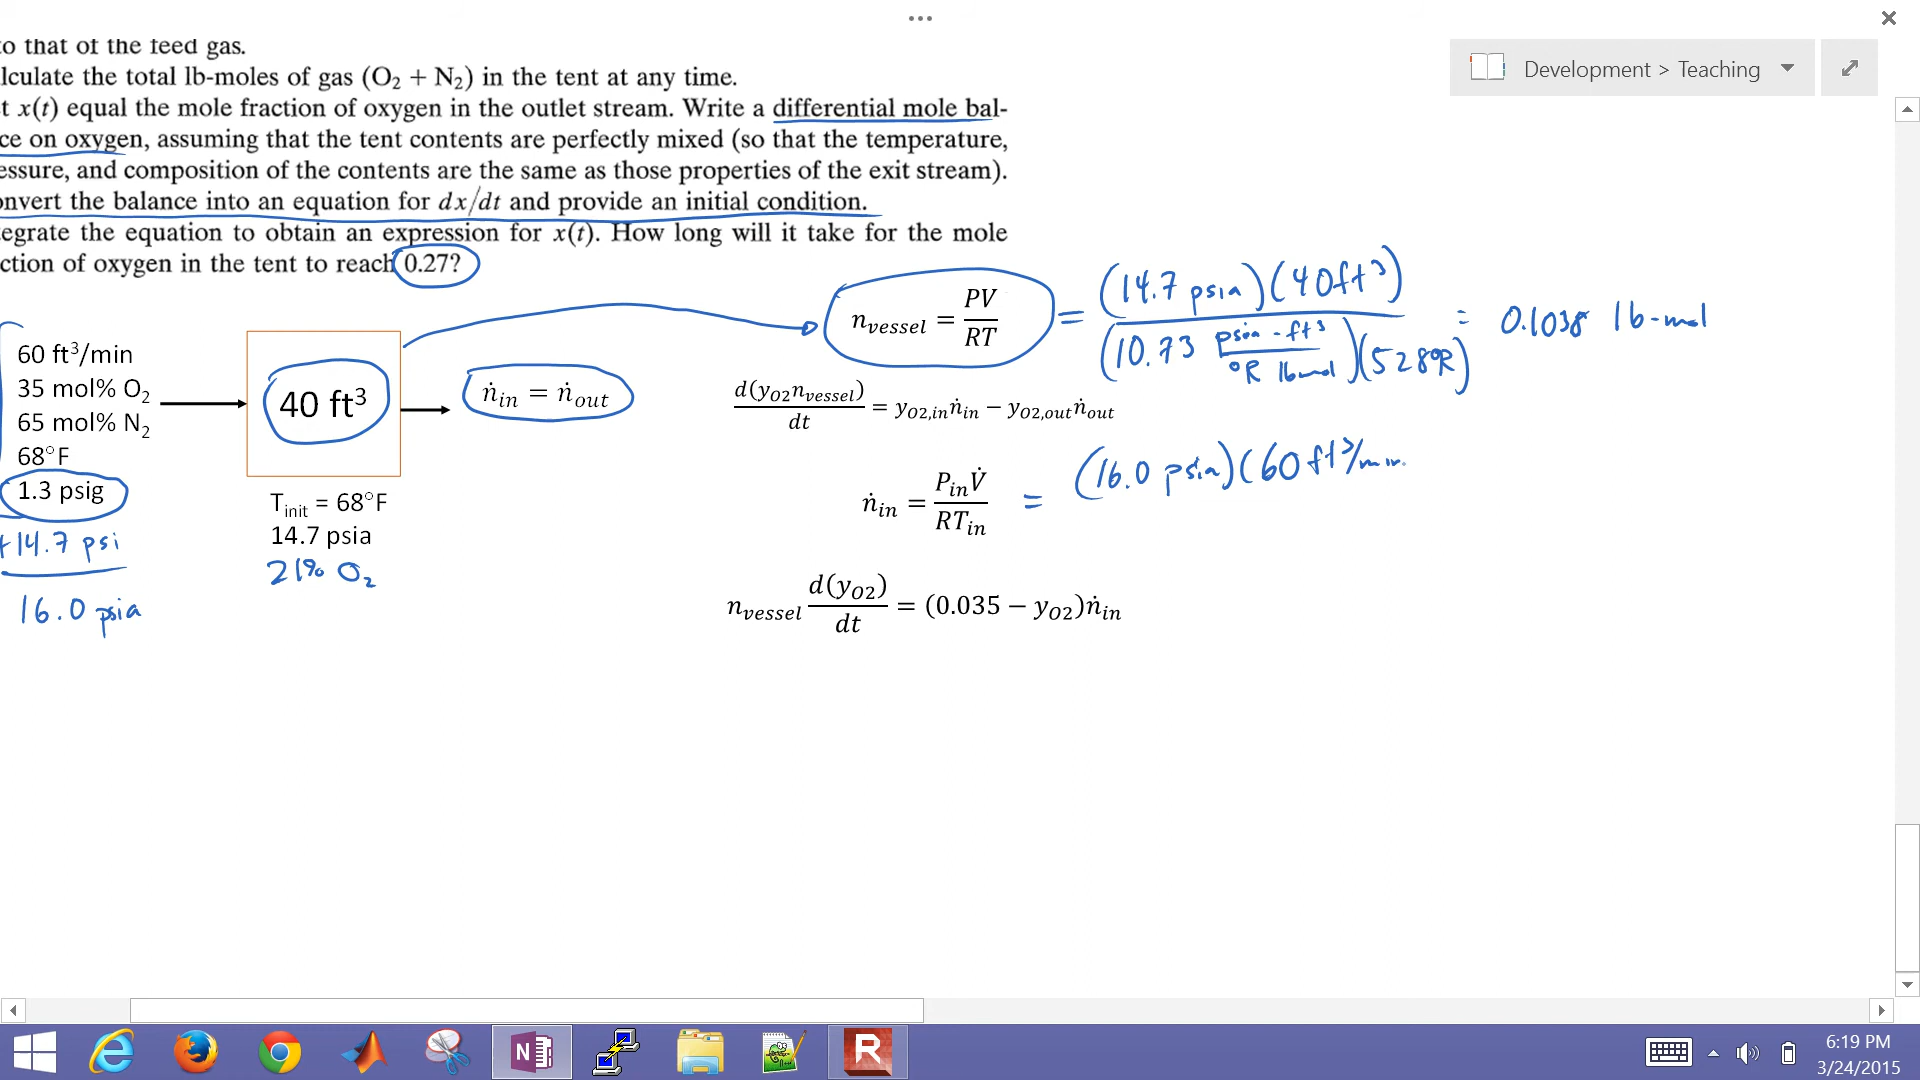 o that of the feed gas.
lculate the total lb-moles of gas (O₂ + N₂) in the tent at any time.
t x(t) equal the mole fraction of oxygen in the outlet stream. Write a differential mole bal-
ce on oxygen, assuming that the tent contents are perfectly mixed (so that the temperature,
essure, and composition of the contents are the same as those properties of the exit stream).
onvert the balance into an equation for dx/dt and provide an initial condition.
egrate the equation to obtain an expression for x(t). How long will it take for the mole
ction of oxygen in the tent to reach 0.27?
Development > Teaching
60 ft³/min
35 mol% O₂
65 mol% N₂
68°F
1.3 psig
+14.7 psi
16.0 psia
40 ft³
T_init = 68°F
14.7 psia
21% O₂
ṅ_in = ṅ_out
n_vessel = PV/RT = (14.7 psia)(40 ft³) / (10.73 psia-ft³/°R lbmol)(528°R) = 0.1038 lb-mol
d(y_O2 n_vessel)/dt = y_O2,in ṅ_in − y_O2,out ṅ_out
ṅ_in = P_in V̇ / RT_in = (16.0 psia)(60 ft³/min
n_vessel d(y_O2)/dt = (0.035 − y_O2)ṅ_in
6:19 PM
3/24/2015